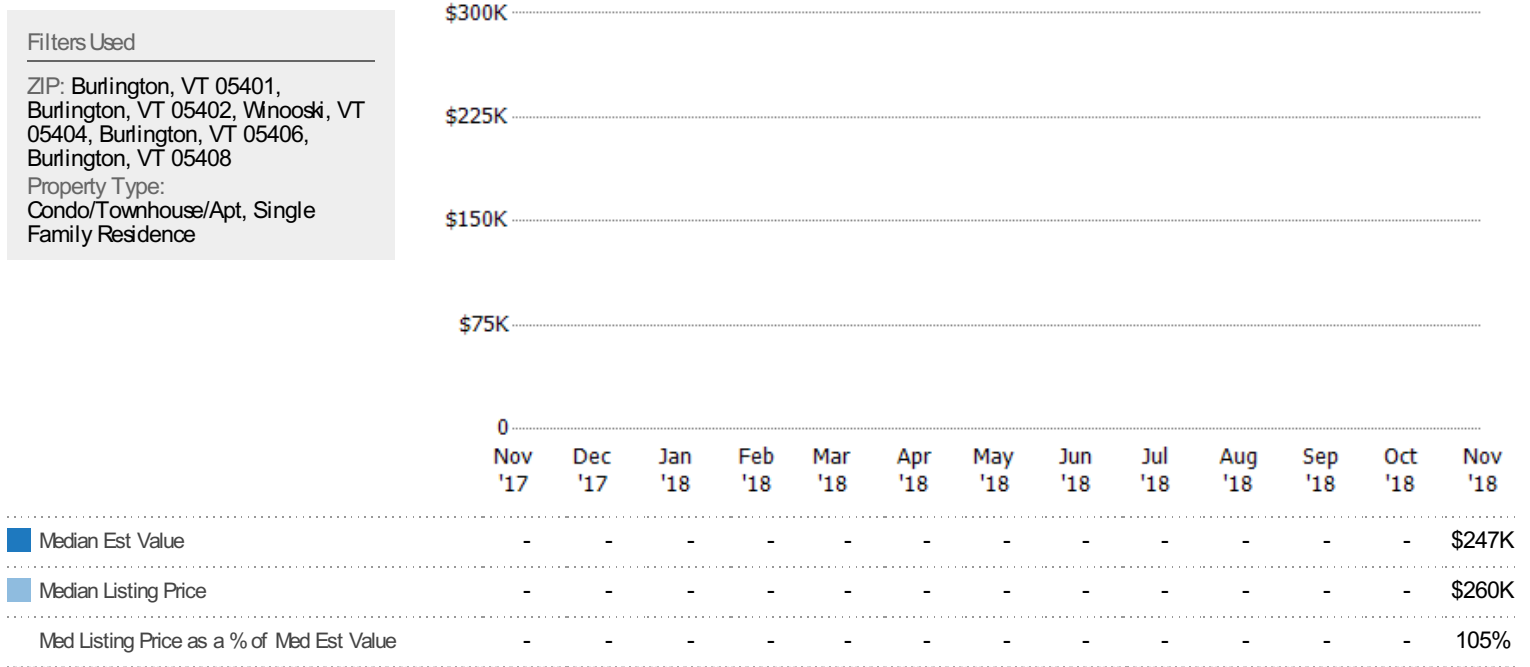 Filters Used
ZIP: Burlington, VT 05401,
Burlington, VT 05402, Winooski, VT
05404, Burlington, VT 05406,
Burlington, VT 05408
Property Type:
Condo/Townhouse/Apt, Single
Family Residence
$300K
$225K
$150K
$75K
0
Nov Dec Jan Feb Mar Apr May Jun Jul Aug Sep Oct Nov
'17 '17 '18 '18 '18 '18 '18 '18 '18 '18 '18 '18 '18
Median Est Value - - - - - - - - - - - - $247K
Median Listing Price - - - - - - - - - - - - $260K
Med Listing Price as a % of Med Est Value - - - - - - - - - - - - 105%